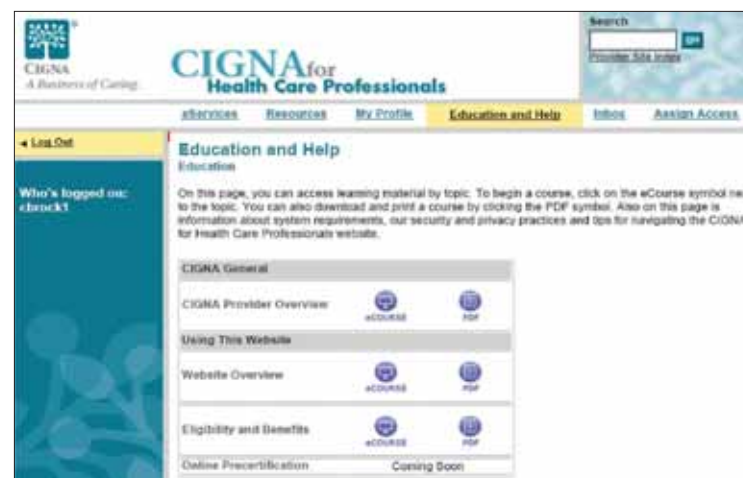 CIGNA
A Business of Caring.
CIGNA for
Health Care Professionals
Search
GO
Provider Site Index
eServices Resources My Profile Education and Help Inbox Assign Access
Log Out
Who's logged on:
cbrock1
Education and Help
Education
On this page, you can access learning material by topic. To begin a course, click on the eCourse symbol ne
to the topic. You can also download and print a course by clicking the PDF symbol. Also on this page is
information about system requirements, our security and privacy practices and tips for navigating the CIGNA
for Health Care Professionals website.
CIGNA General
CIGNA Provider Overview eCOURSE PDF
Using This Website
Website Overview eCOURSE PDF
Eligibility and Benefits eCOURSE PDF
Online Precertification Coming Soon